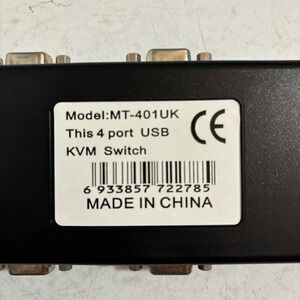 Model:MT-401UK
This 4 port USB
KVM Switch
CE
6 933857 722785
MADE IN CHINA